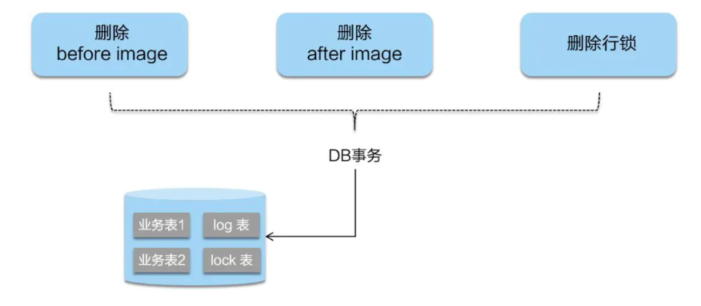 删除
before image
删除
after image
删除行锁
DB事务
业务表1
log 表
业务表2
lock 表